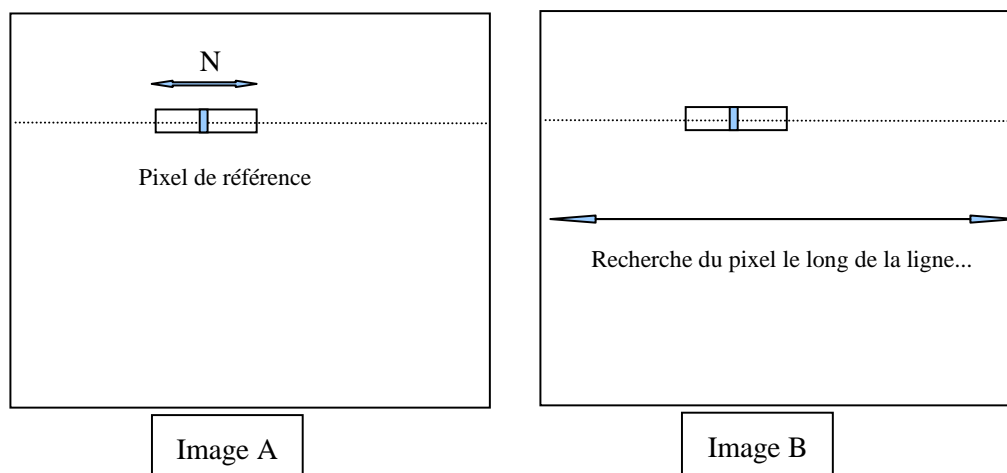 N
Pixel de référence
Recherche du pixel le long de la ligne...
Image A
Image B